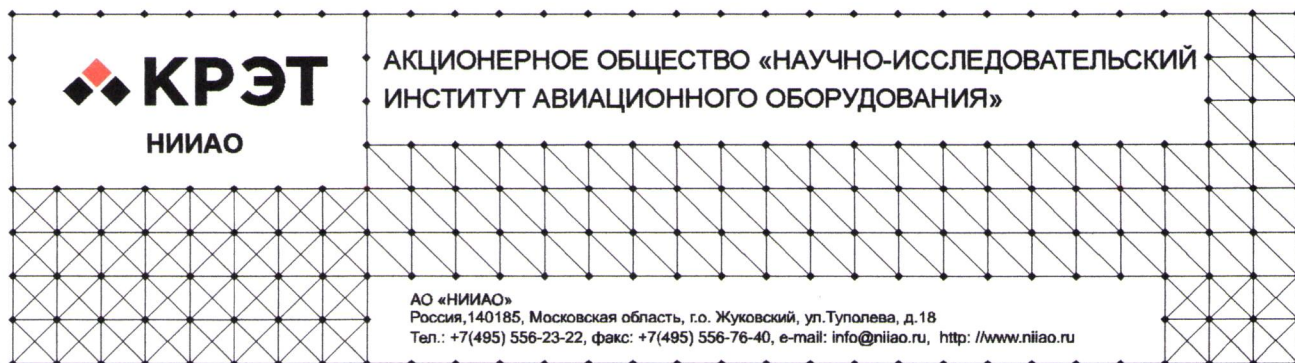 КРЭТ
НИИАО
АКЦИОНЕРНОЕ ОБЩЕСТВО «НАУЧНО-ИССЛЕДОВАТЕЛЬСКИЙ
ИНСТИТУТ АВИАЦИОННОГО ОБОРУДОВАНИЯ»
АО «НИИАО»
Россия,140185, Московская область, г.о. Жуковский, ул.Туполева, д.18
Тел.: +7(495) 556-23-22, факс: +7(495) 556-76-40, e-mail: info@niiao.ru, http: //www.niiao.ru